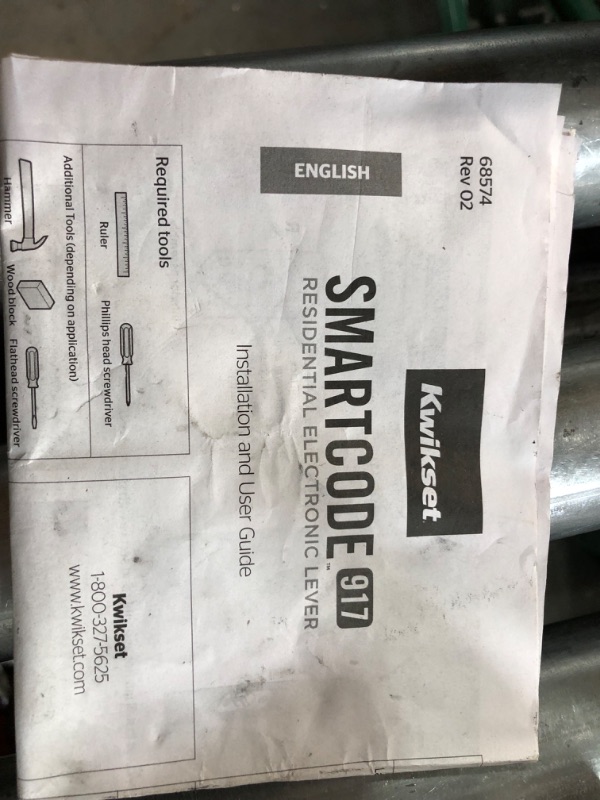 68574
Rev 02
Kwikset
ENGLISH
SMARTCODE™ 917
RESIDENTIAL ELECTRONIC LEVER
Installation and User Guide
Required tools
Ruler
Phillips head screwdriver
Additional Tools (depending on application)
Hammer
Wood block
Flathead screwdriver
Kwikset
1-800-327-5625
www.kwikset.com